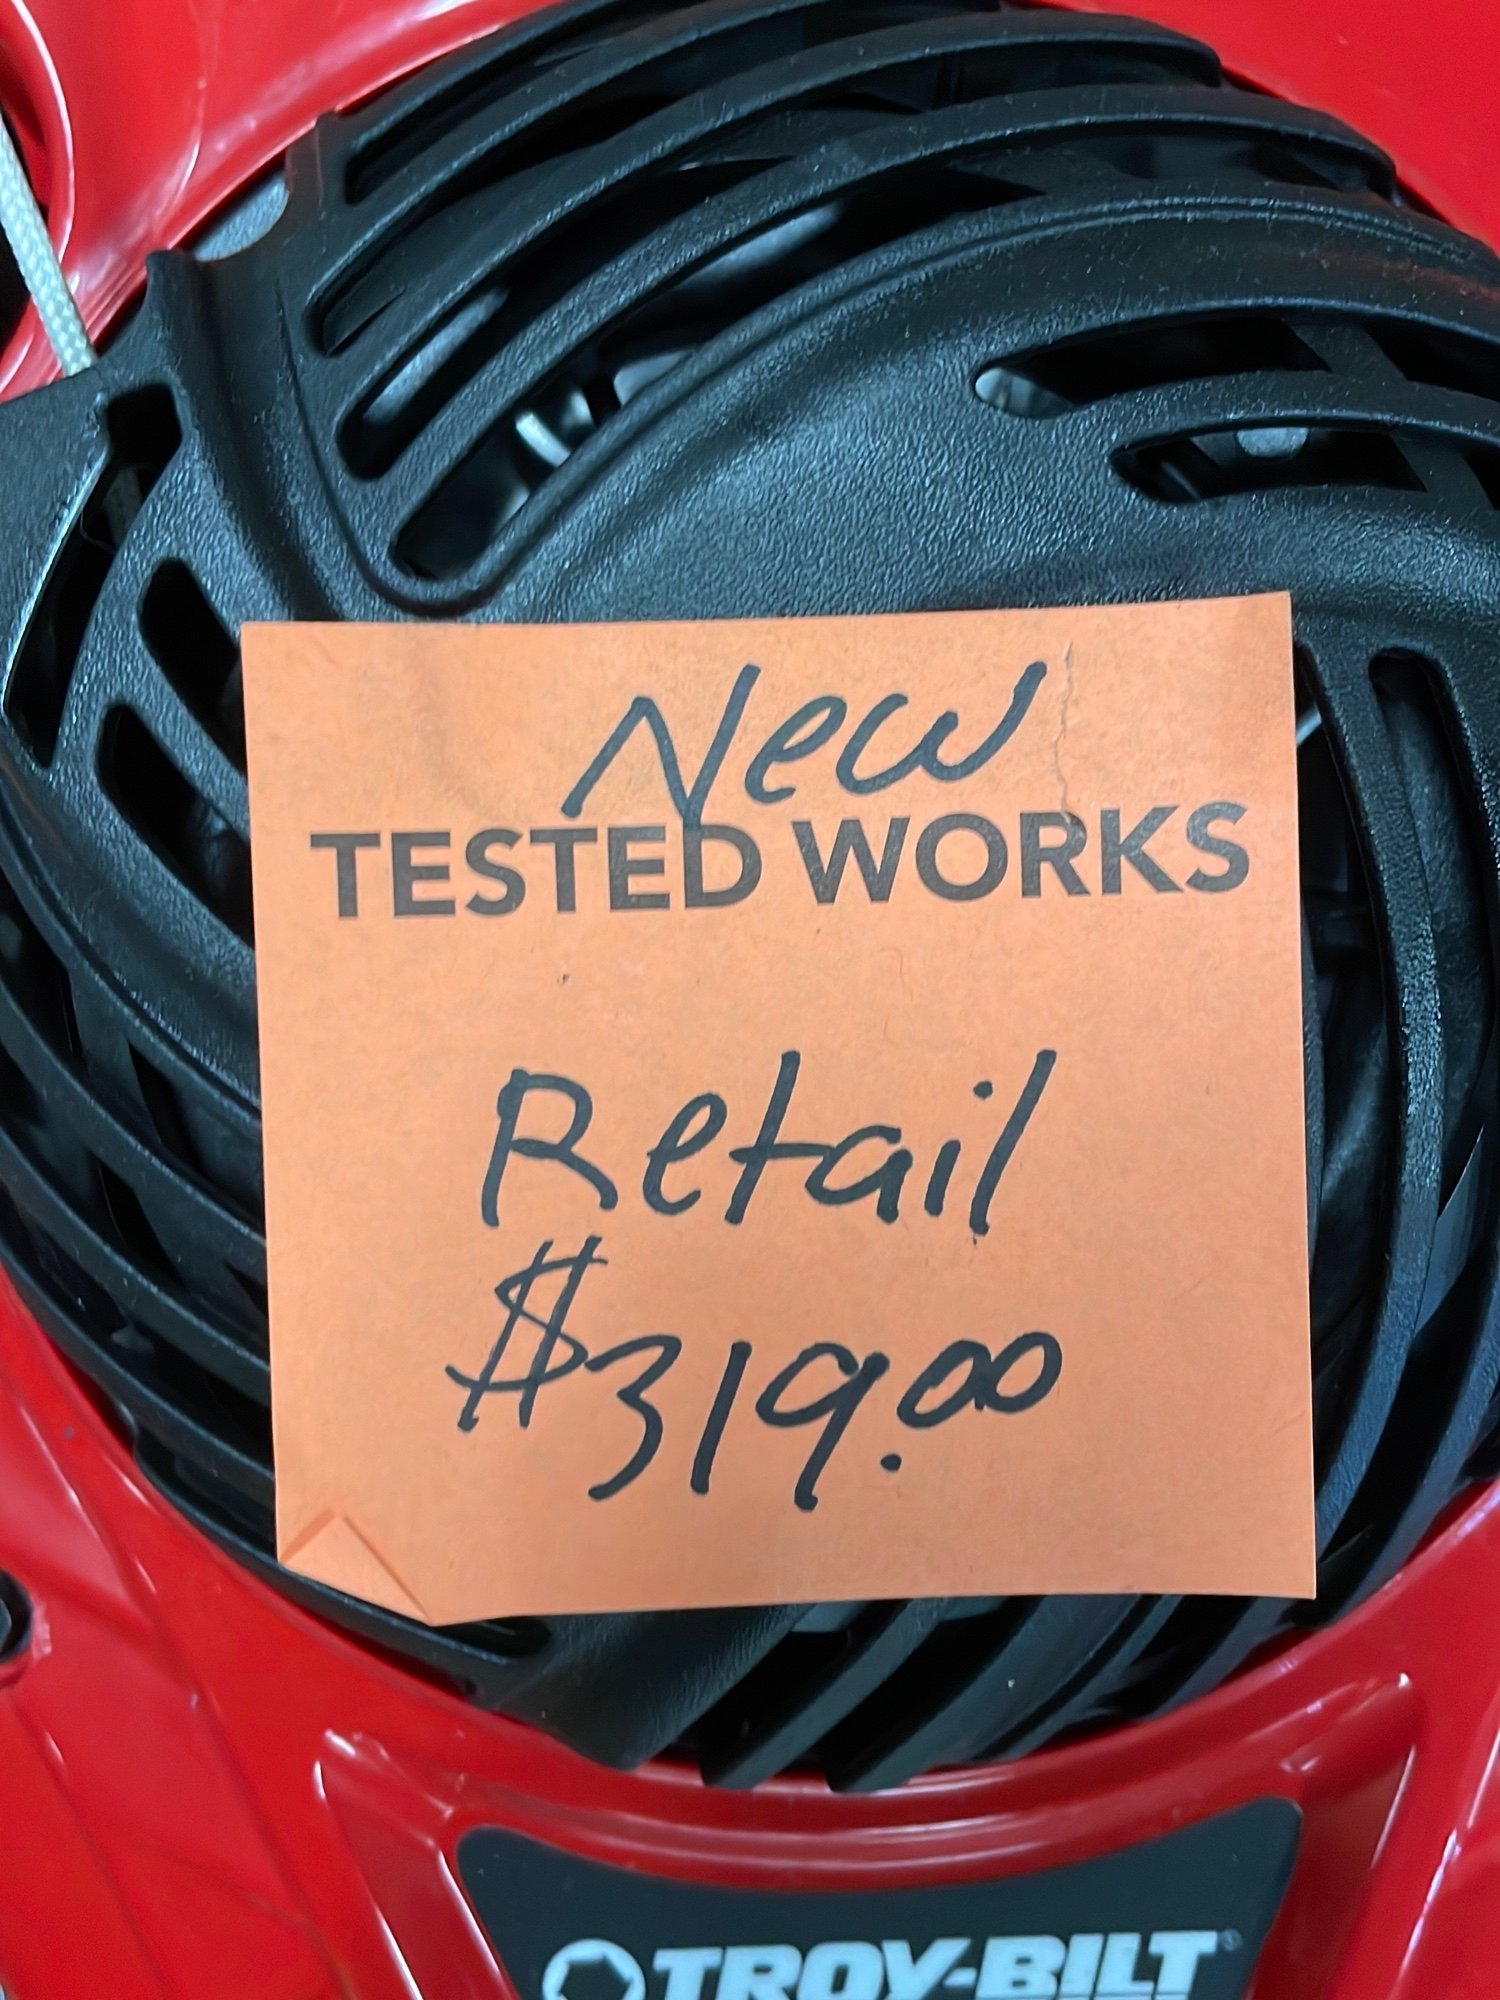 New
TESTED WORKS
Retail
$319.00
TROY-BILT®